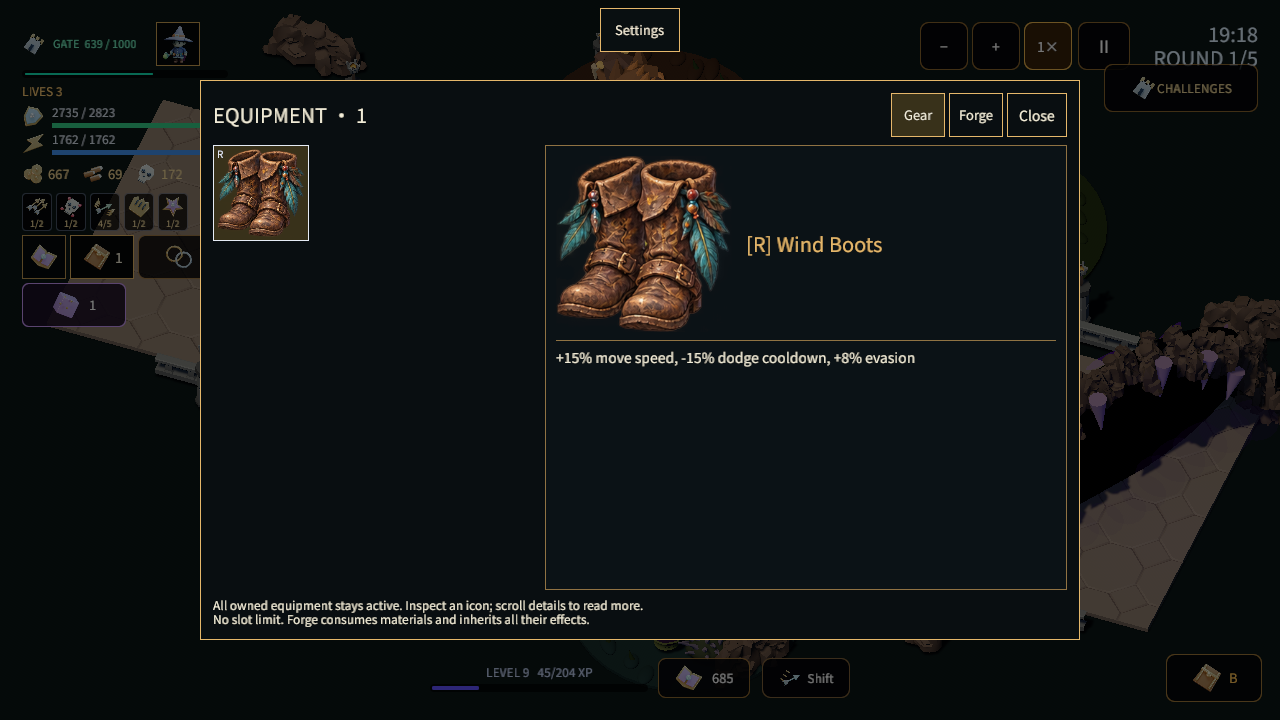 Settings
GATE 639 / 1000
19:18
ROUND 1/5
− + 1× II
CHALLENGES
LIVES 3
2735 / 2823
1762 / 1762
667 69 172
1/2 1/2 4/5 1/2 1/2
1
1
EQUIPMENT • 1
Gear Forge Close
R
[R] Wind Boots
+15% move speed, -15% dodge cooldown, +8% evasion
All owned equipment stays active. Inspect an icon; scroll details to read more.
No slot limit. Forge consumes materials and inherits all their effects.
LEVEL 9 45/204 XP
685
Shift
B